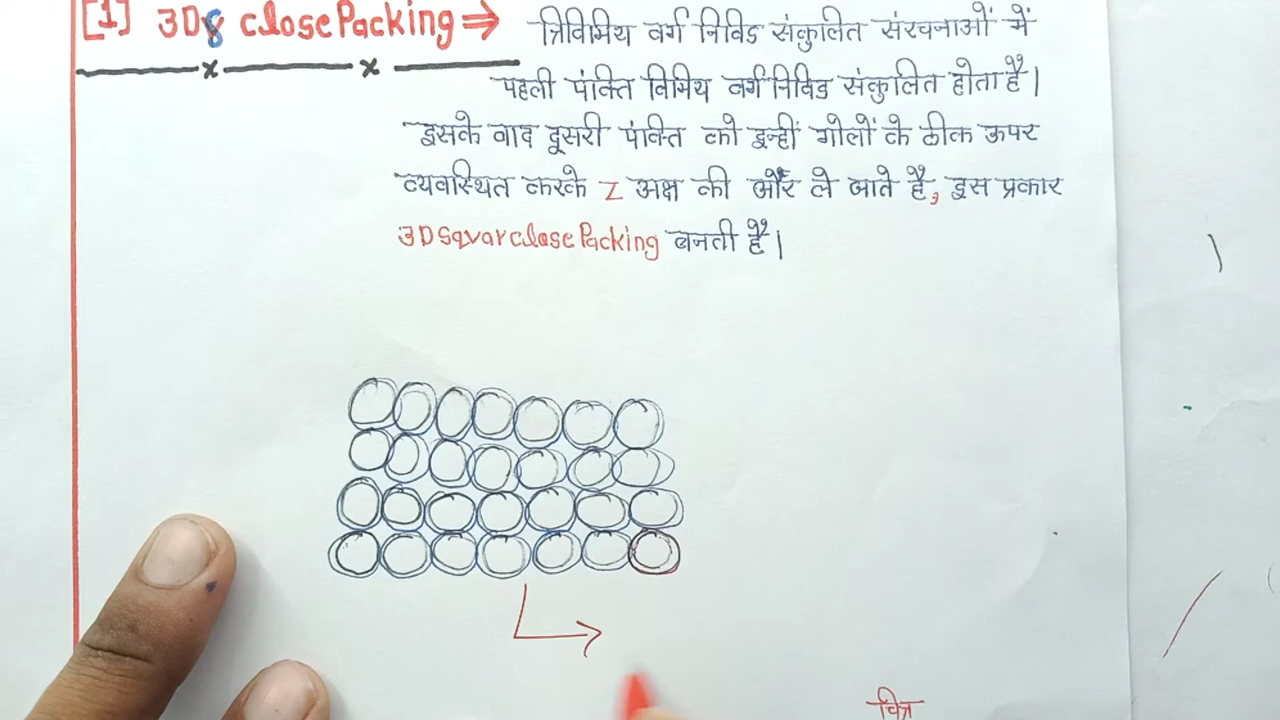 [1] 3D8 close Packing ⇒ त्रिविमिय वर्ग निविड संकुलित संरचनाओं में
पहली पंक्ति विमिय वर्ग निविड संकुलित होता है।
इसके वाद दूसरी पंक्ति को इन्हीं गोलों के ठीक ऊपर
व्यवस्थित करके Z अक्ष की ओर ले जाते है, इस प्रकार
3D Sqvar close Packing बनती है।
चित्र